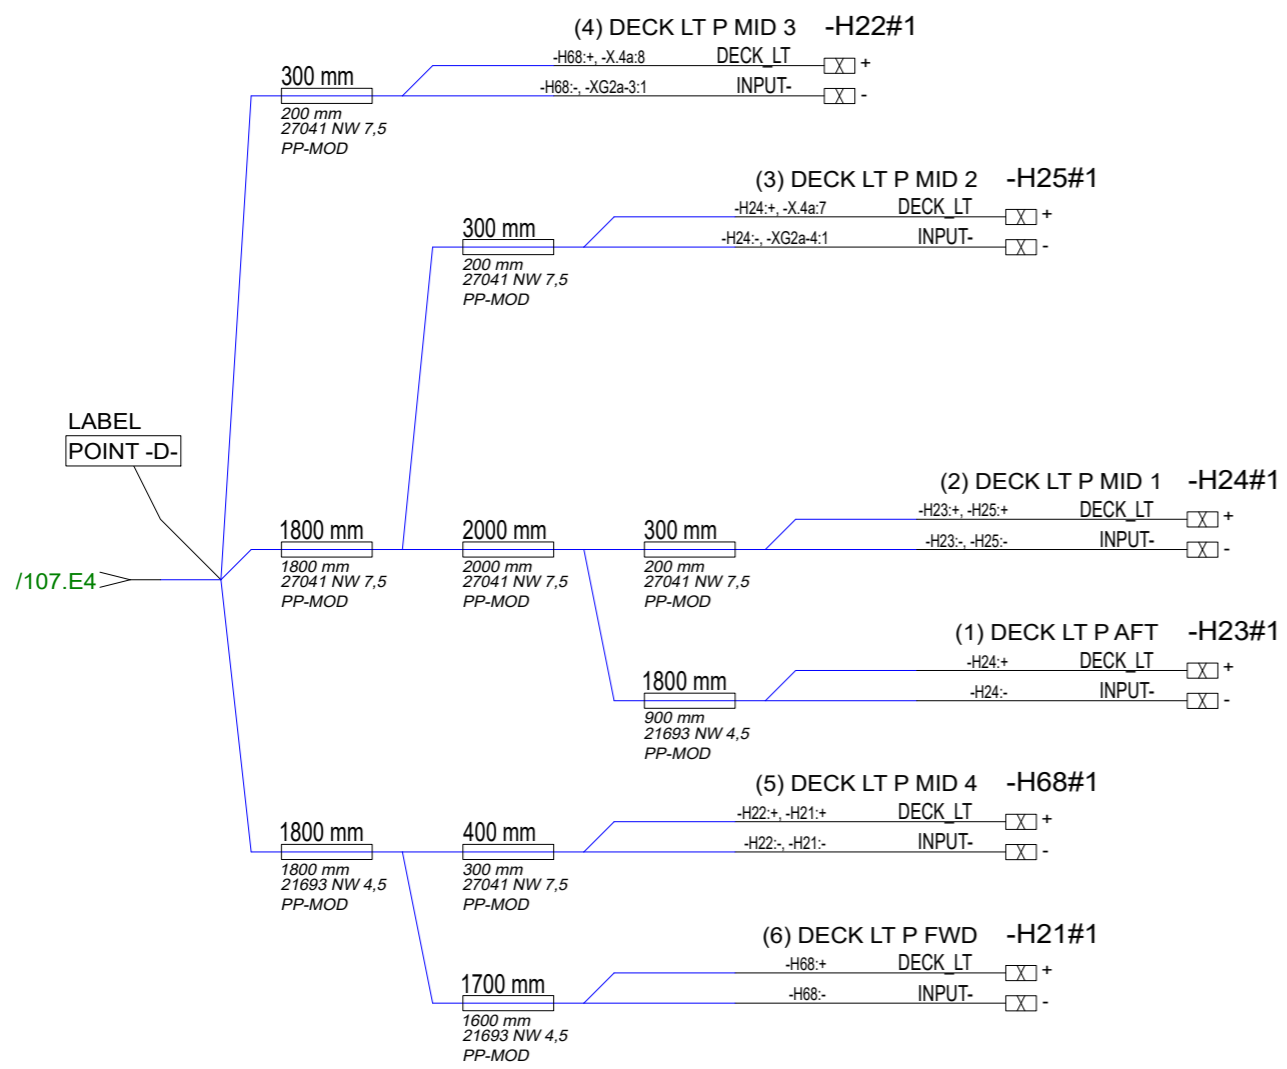 (4) DECK LT P MID 3 -H22#1
-H68:+, -X.4a:8 DECK_LT X +
300 mm
-H68:-, -XG2a-3:1 INPUT- X -
200 mm
27041 NW 7,5
PP-MOD
(3) DECK LT P MID 2 -H25#1
-H24:+, -X.4a:7 DECK_LT X +
300 mm
-H24:-, -XG2a-4:1 INPUT- X -
200 mm
27041 NW 7,5
PP-MOD
LABEL
POINT -D-
/107.E4
(2) DECK LT P MID 1 -H24#1
-H23:+, -H25:+ DECK_LT X +
1800 mm 2000 mm 300 mm
-H23:-, -H25:- INPUT- X -
1800 mm 2000 mm 200 mm
27041 NW 7,5 27041 NW 7,5 27041 NW 7,5
PP-MOD PP-MOD PP-MOD
(1) DECK LT P AFT -H23#1
-H24:+ DECK_LT X +
1800 mm
-H24:- INPUT- X -
900 mm
21693 NW 4,5
PP-MOD
(5) DECK LT P MID 4 -H68#1
-H22:+, -H21:+ DECK_LT X +
1800 mm 400 mm
-H22:-, -H21:- INPUT- X -
1800 mm 300 mm
21693 NW 4,5 27041 NW 7,5
PP-MOD PP-MOD
(6) DECK LT P FWD -H21#1
-H68:+ DECK_LT X +
1700 mm
-H68:- INPUT- X -
1600 mm
21693 NW 4,5
PP-MOD